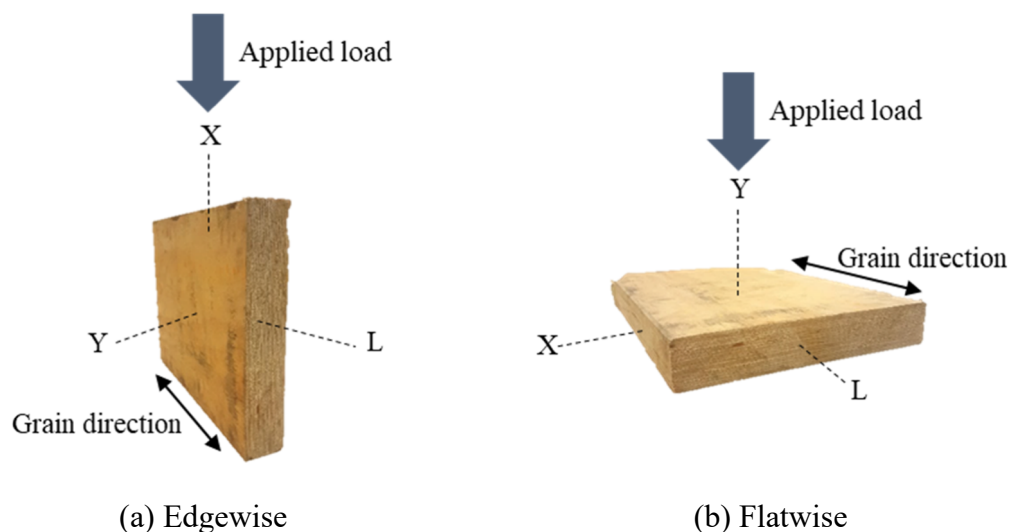 Applied load
X
Y
L
Grain direction
(a) Edgewise
Applied load
Y
Grain direction
X
L
(b) Flatwise